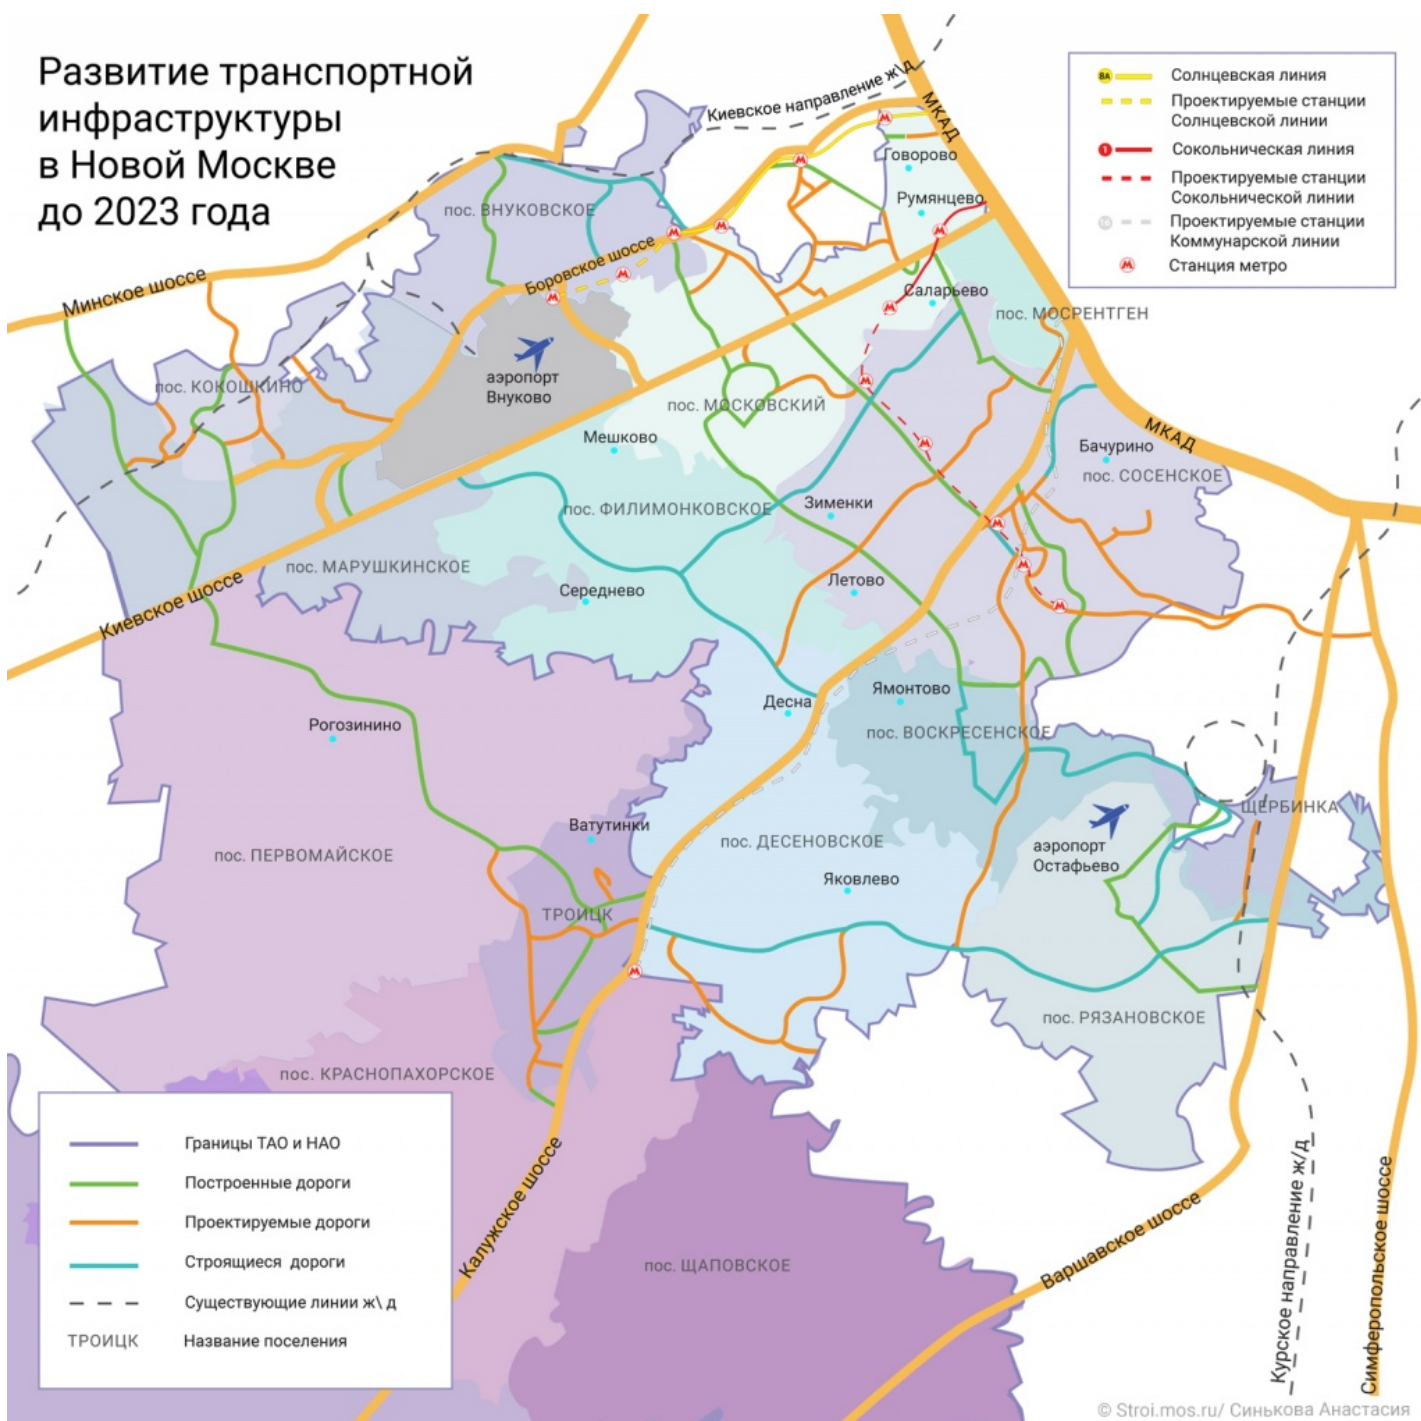 Развитие транспортной
инфраструктуры
в Новой Москве
до 2023 года
8А
Солнцевская линия
Проектируемые станции
Солнцевской линии
1
Сокольническая линия
Проектируемые станции
Сокольнической линии
Проектируемые станции
Коммунарской линии
М
Станция метро
Киевское направление ж\д
МКАД
Говорово
Румянцево
пос. ВНУКОВСКОЕ
Боровское шоссе
Минское шоссе
Саларьево
пос. МОСРЕНТГЕН
аэропорт
Внуково
пос. КОКОШКИНО
пос. МОСКОВСКИЙ
МКАД
Мешково
Бачурино
пос. СОСЕНСКОЕ
Зименки
пос. ФИЛИМОНКОВСКОЕ
пос. МАРУШКИНСКОЕ
Летово
Середнево
Киевское шоссе
Ямонтово
Десна
Рогозинино
пос. ВОСКРЕСЕНСКОЕ
ЩЕРБИНКА
Ватутинки
пос. ДЕСЕНОВСКОЕ
аэропорт
Остафьево
пос. ПЕРВОМАЙСКОЕ
Яковлево
ТРОИЦК
пос. РЯЗАНОВСКОЕ
пос. КРАСНОПАХОРСКОЕ
Калужское шоссе
пос. ЩАПОВСКОЕ
Варшавское шоссе
Курское направление ж/д
Симферопольское шоссе
Границы ТАО и НАО
Построенные дороги
Проектируемые дороги
Строящиеся дороги
Существующие линии ж\ д
ТРОИЦК
Название поселения
© Stroi.mos.ru/ Синькова Анастасия